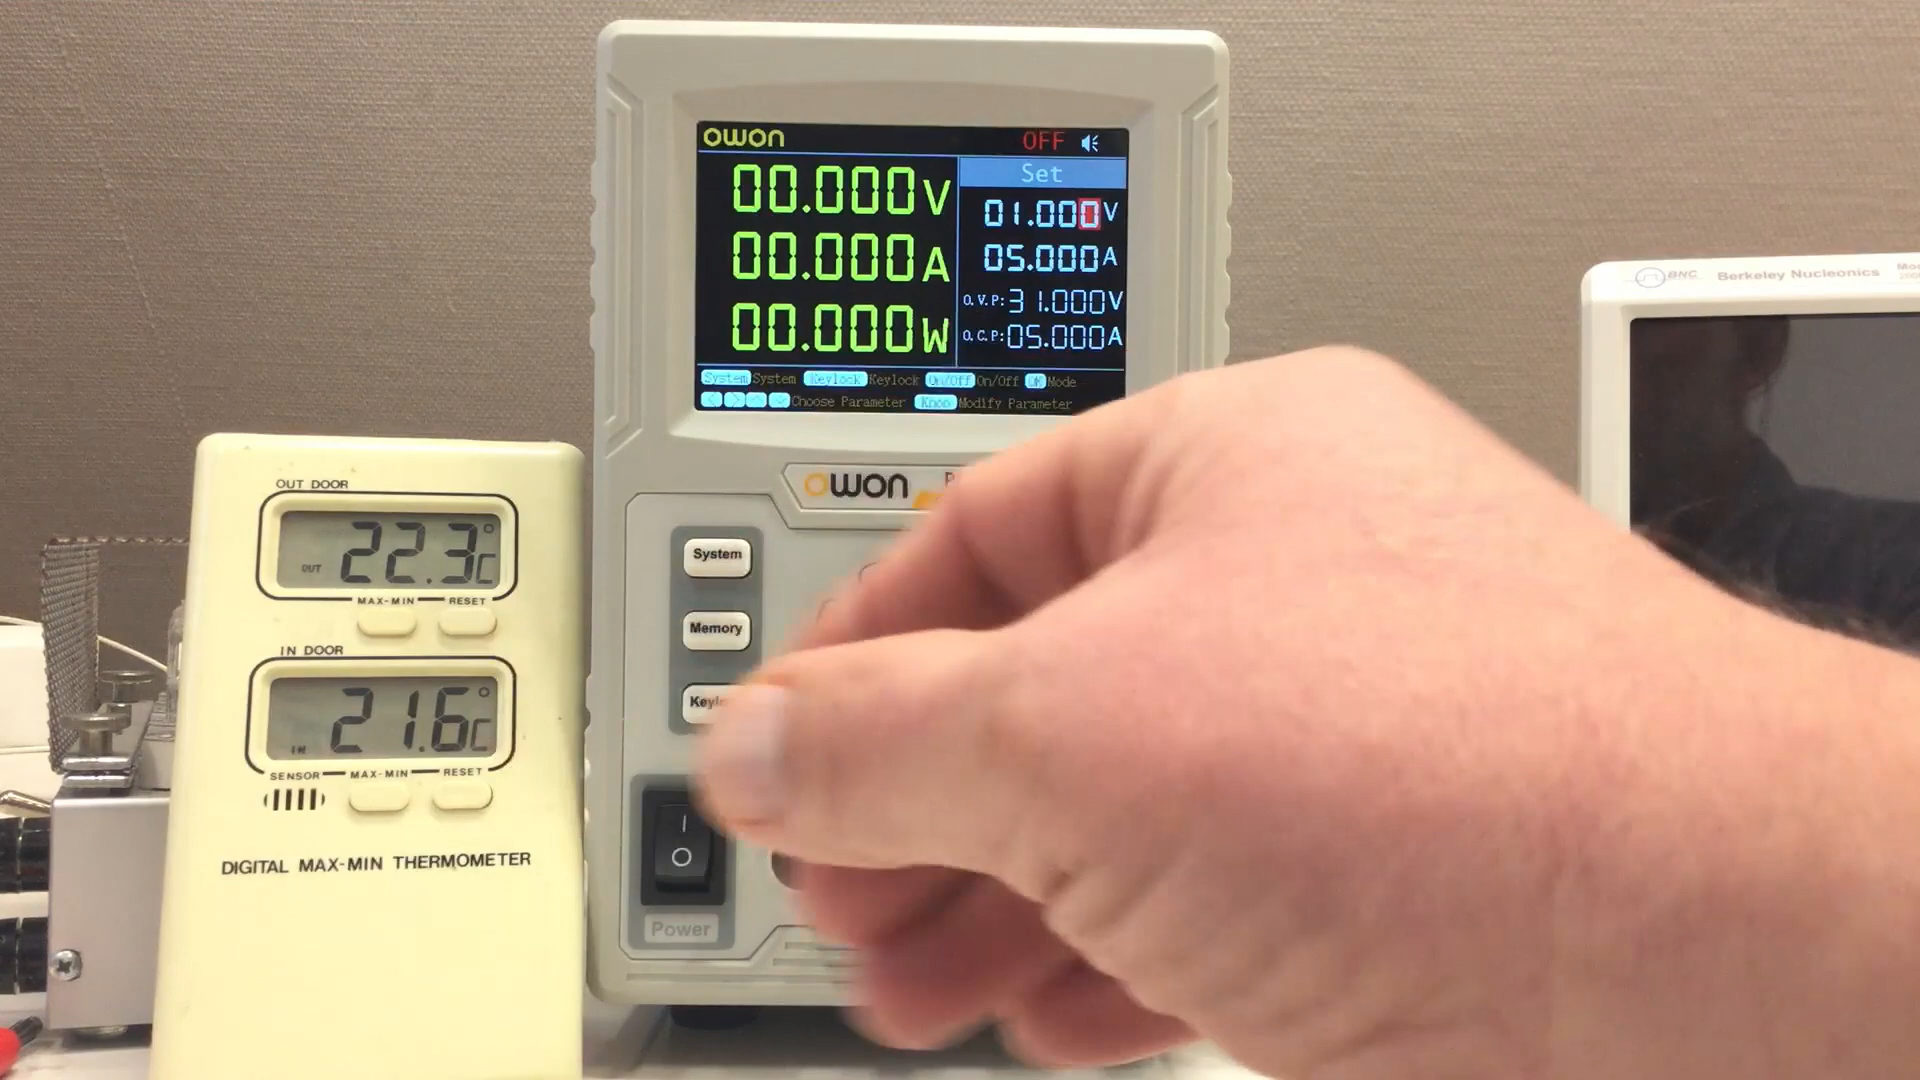 owon OFF
Set
00.000V
01.000V
00.000A
05.000A
O.V.P: 31.000V
00.000W
O.C.P: 05.000A
System System Keylock Keylock On/Off On/Off OK Mode
Choose Parameter Knob Modify Parameter
owon
System
Memory
I
O
Power
OUT DOOR
OUT 22.3°C
MAX-MIN RESET
IN DOOR
IN 21.6°C
SENSOR MAX-MIN RESET
DIGITAL MAX-MIN THERMOMETER
BNC Berkeley Nucleonics